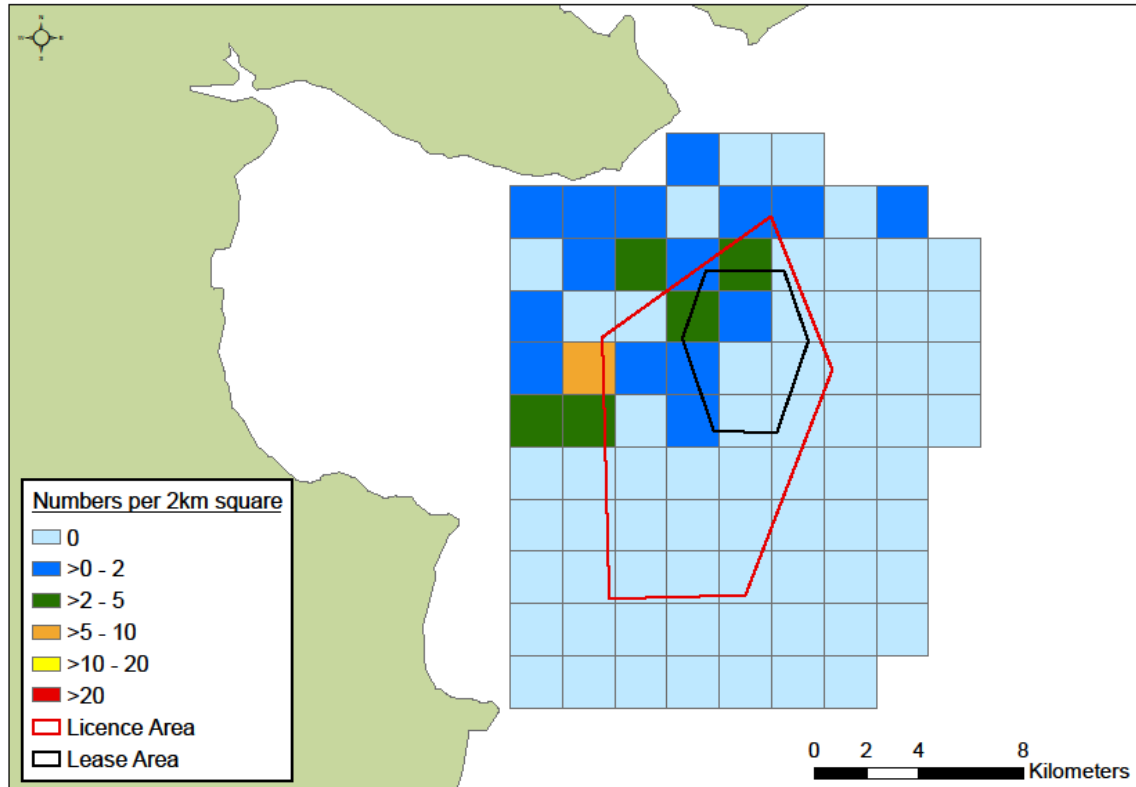 N
W E
S
Numbers per 2km square
0
>0 - 2
>2 - 5
>5 - 10
>10 - 20
>20
Licence Area
Lease Area
0 2 4 8
Kilometers